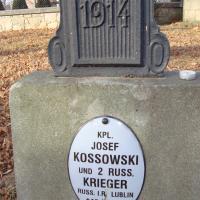 1914
KPL.
JOSEF
KOSSOWSKI
UND 2 RUSS.
KRIEGER
RUSS. I.R. LUBLIN